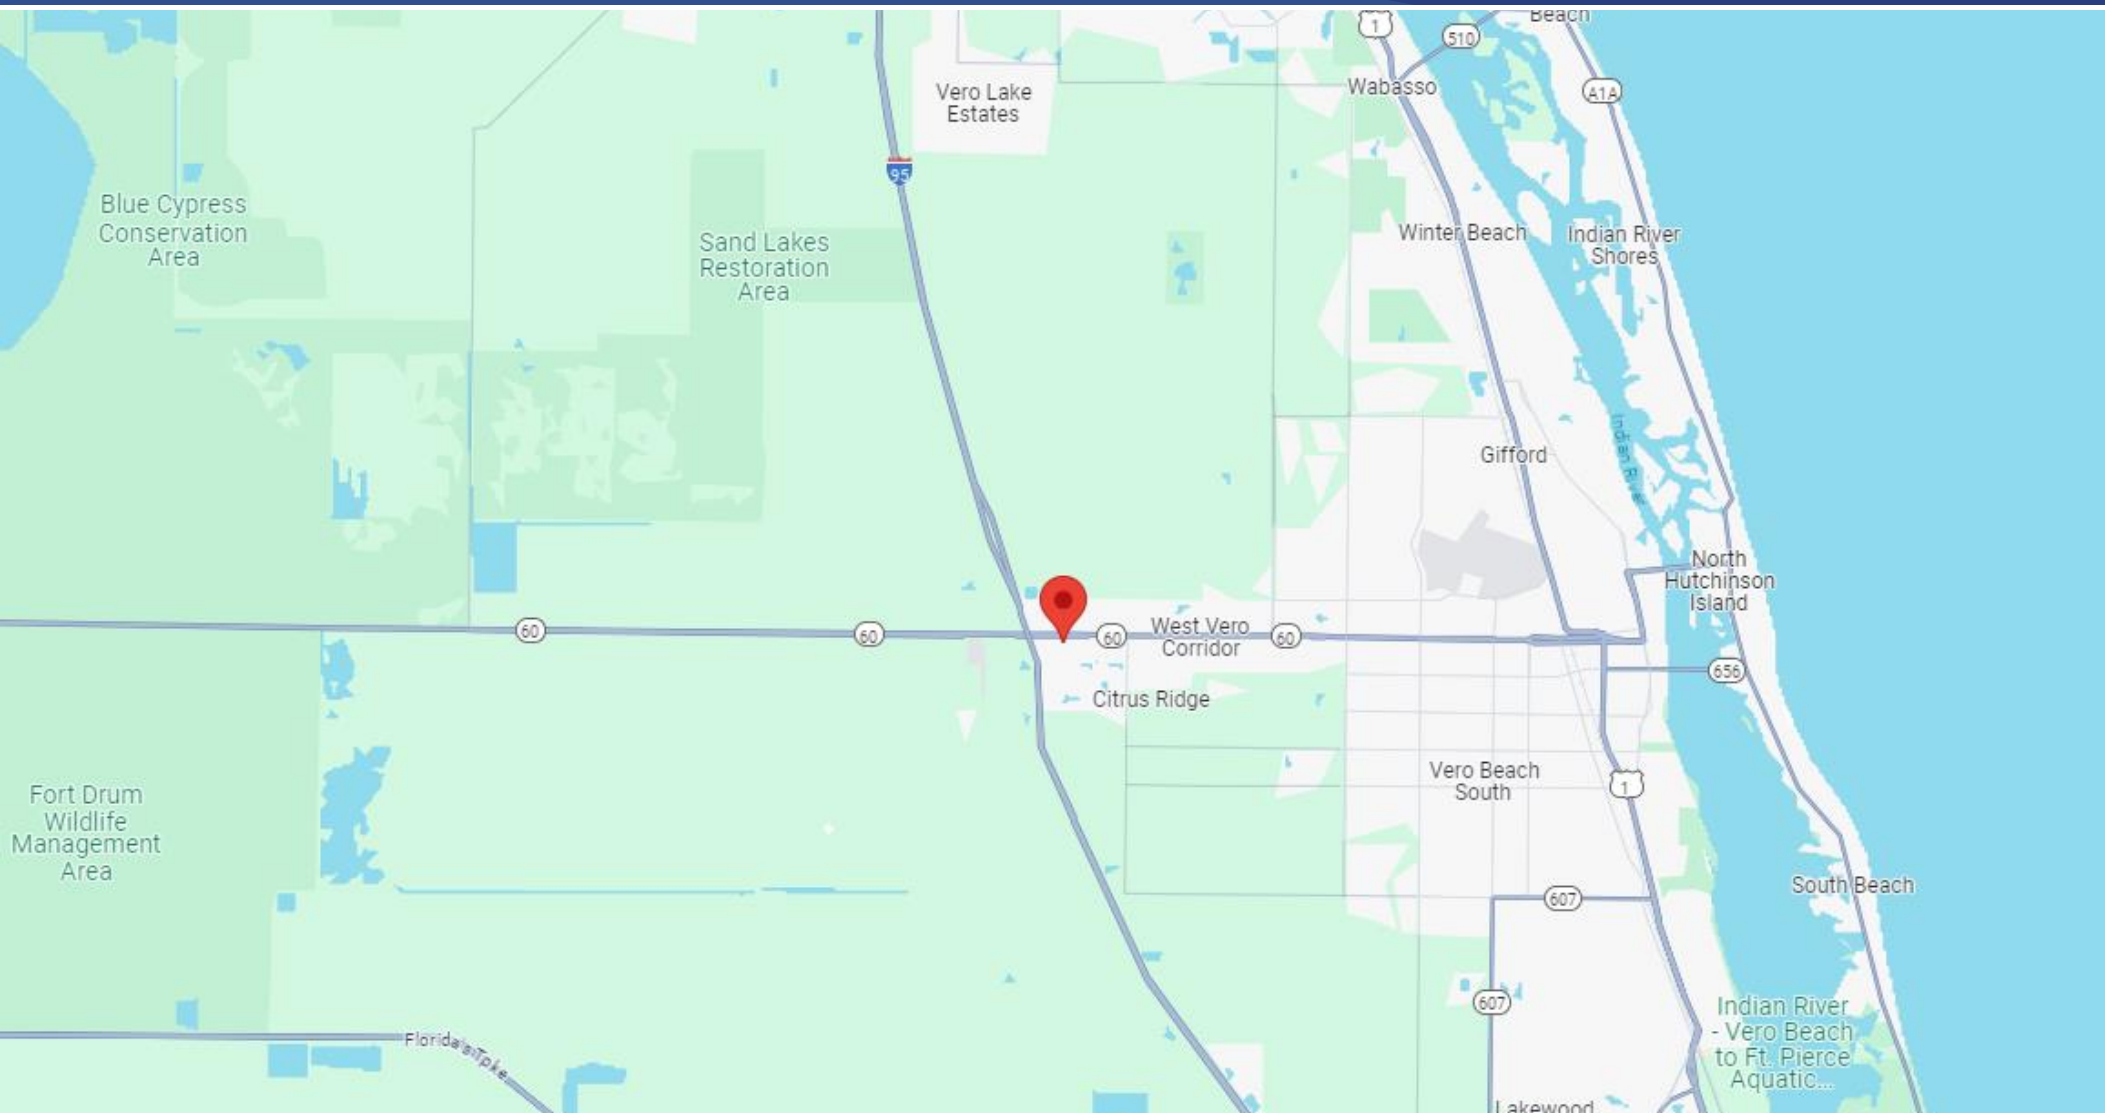 Beach
1
510
Wabasso
A1A
Vero Lake
Estates
95
Blue Cypress
Conservation
Area
Sand Lakes
Restoration
Area
Winter Beach
Indian River
Shores
Indian River
Gifford
North
Hutchinson
Island
60
60
60
West Vero
Corridor
60
656
Citrus Ridge
Vero Beach
South
1
Fort Drum
Wildlife
Management
Area
607
South Beach
607
Indian River
- Vero Beach
to Ft. Pierce
Aquatic...
Florida's Tpke
Lakewood